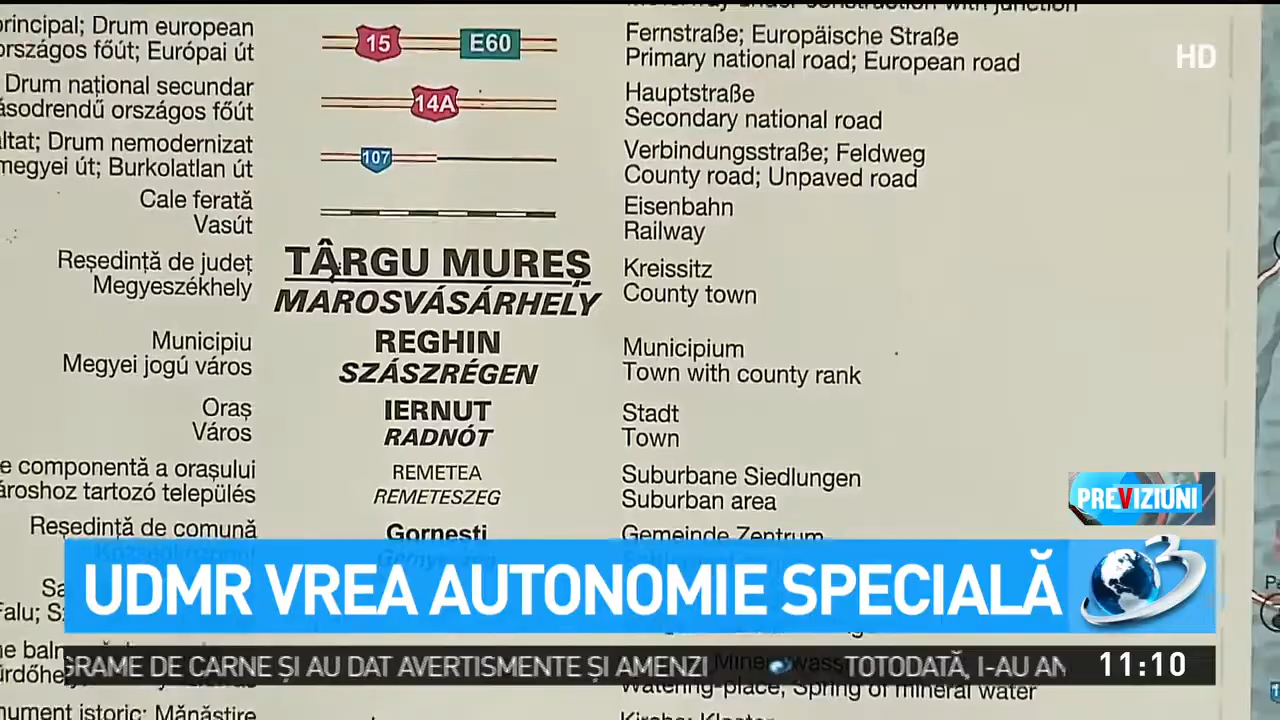 principal; Drum european
országos főút; Európai út
15
E60
Fernstraße; Europäische Straße
Primary national road; European road
HD
Drum național secundar
országos főút
14A
Hauptstraße
Secondary national road
Drum nemodernizat
megyei út; Burkolatlan út
107
Verbindungsstraße; Feldweg
County road; Unpaved road
Cale ferată
Vasút
Eisenbahn
Railway
Reședință de județ
Megyeszékhely
TÂRGU MUREȘ
MAROSVÁSÁRHELY
Kreissitz
County town
Municipiu
Megyei jogú város
REGHIN
SZÁSZRÉGEN
Municipium
Town with county rank
Oraș
Város
IERNUT
RADNÓT
Stadt
Town
componentă a orașului
tartozó település
REMETEA
REMETESZEG
Suburbane Siedlungen
Suburban area
Reședință de comună
Gornești
Gemeinde Zentrum
PREVIZIUNI
UDMR VREA AUTONOMIE SPECIALĂ
3
GRAME DE CARNE ȘI AU DAT AVERTISMENTE ȘI AMENZI
TOTODATĂ, I-AU
11:10
Watering-place; Spring of mineral water
istoric; Mănăstire